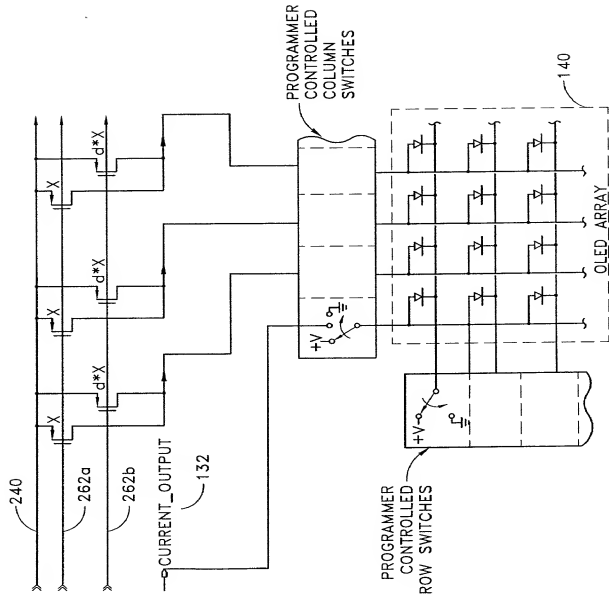 240
262a
262b
X
d*X
X
d*X
X
d*X
CURRENT_OUTPUT
132
PROGRAMMER
CONTROLLED
COLUMN
SWITCHES
+V
PROGRAMMER
CONTROLLED
ROW SWITCHES
+V
140
OLED ARRAY